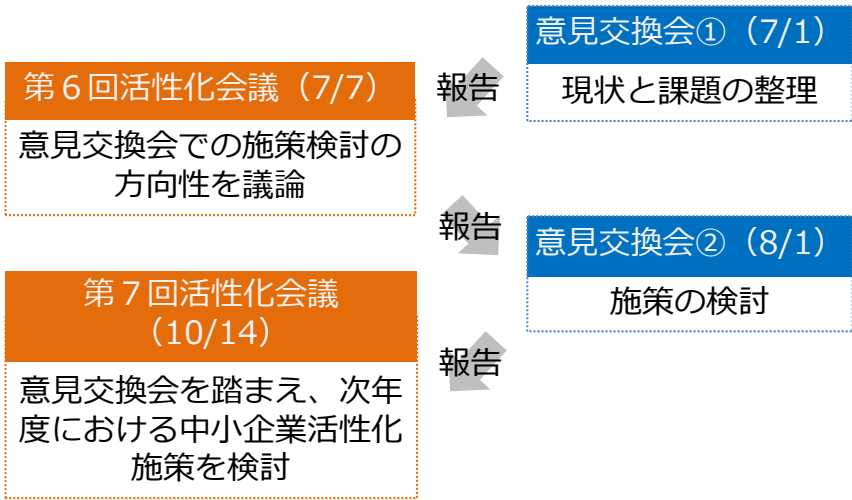 意見交換会①（7/1）
現状と課題の整理
報告
第６回活性化会議（7/7）
意見交換会での施策検討の
方向性を議論
報告
意見交換会②（8/1）
施策の検討
報告
第７回活性化会議
（10/14）
意見交換会を踏まえ、次年
度における中小企業活性化
施策を検討